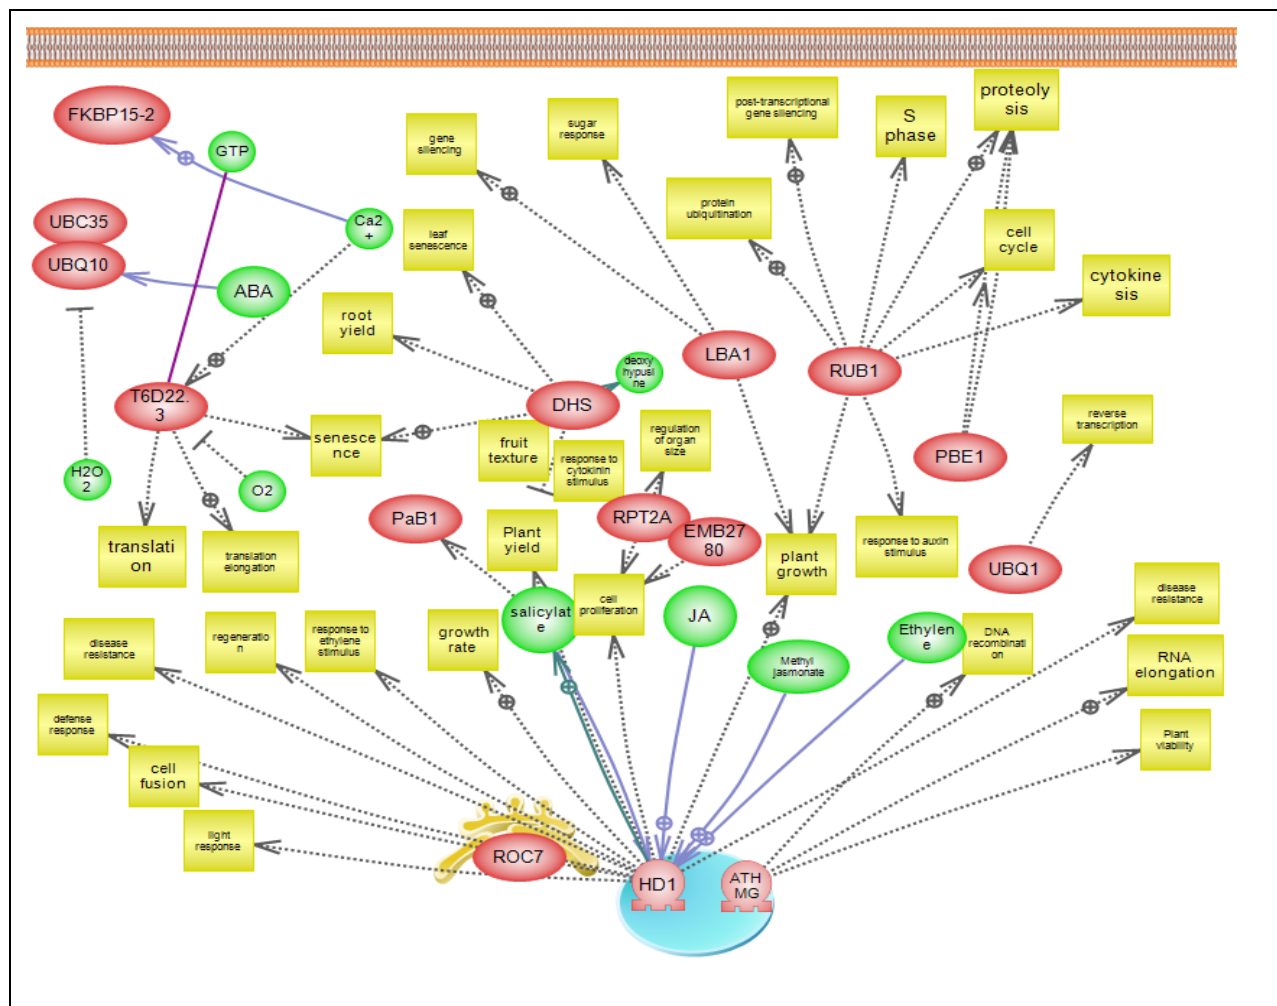 FKBP15-2
GTP
UBC35
UBQ10
ABA
Ca2
+
T6D22.
3
H2O
2
O2
translati
on
translation
elongation
senesce
nce
root
yield
leaf
senescence
gene
silencing
sugar
response
post-transcriptional
gene silencing
S
phase
proteoly
sis
protein
ubiquitination
cell
cycle
cytokine
sis
LBA1
RUB1
DHS
deoxy
hypusi
ne
fruit
texture
response to
cytokinin
stimulus
regulation
of organ
size
reverse
transcription
PBE1
PaB1
Plant
yield
RPT2A
EMB27
80
plant
growth
response to auxin
stimulus
UBQ1
salicylat
e
cell
proliferation
JA
Methyl
jasmonate
Ethylen
e
DNA
recombinati
on
disease
resistance
RNA
elongation
Plant
viability
disease
resistance
regeneratio
n
response to
ethylene
stimulus
growth
rate
defense
response
cell
fusion
light
response
ROC7
HD1
ATH
MG